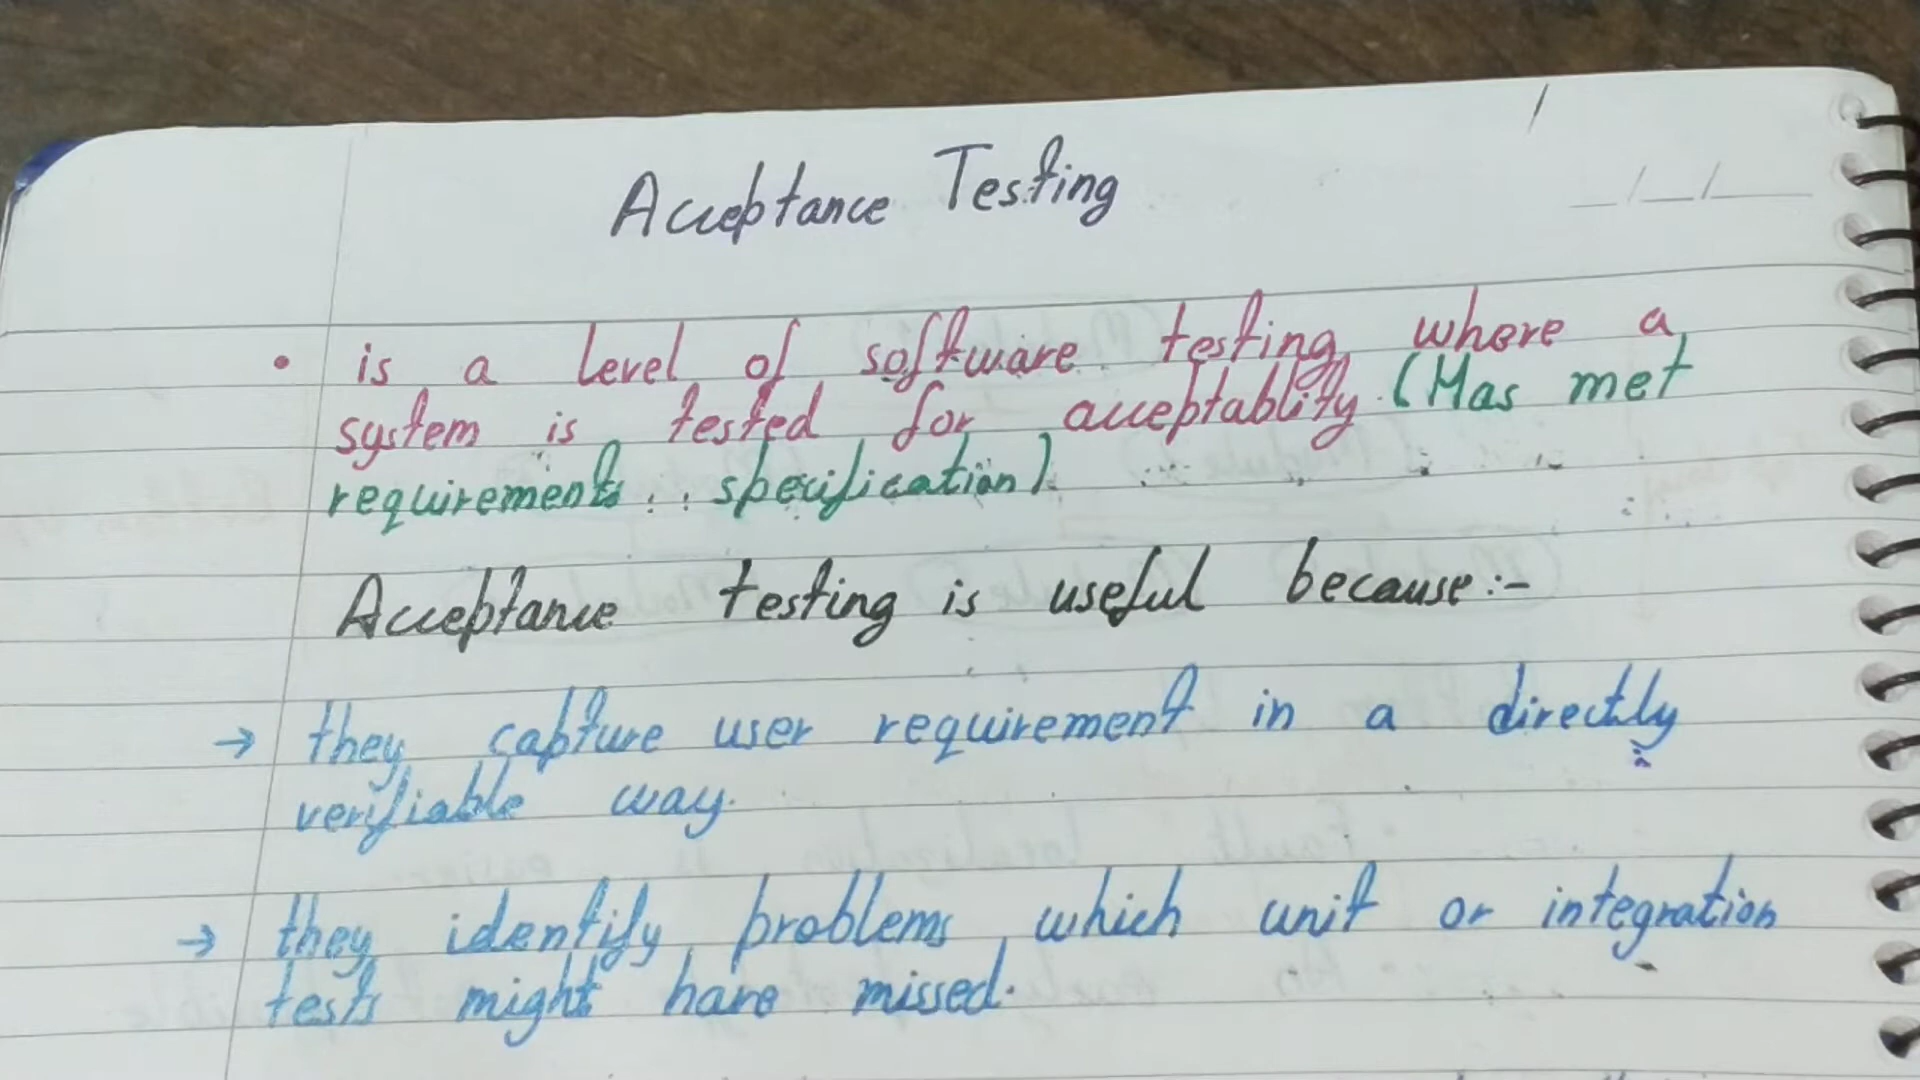 Acceptance Testing
• is a level of software testing where a
system is tested for acceptablity (Has met
requirements specification).
Acceptance testing is useful because:-
→ they capture user requirement in a directly
verifiable way.
→ they identify problems which unit or integration
tests might have missed.